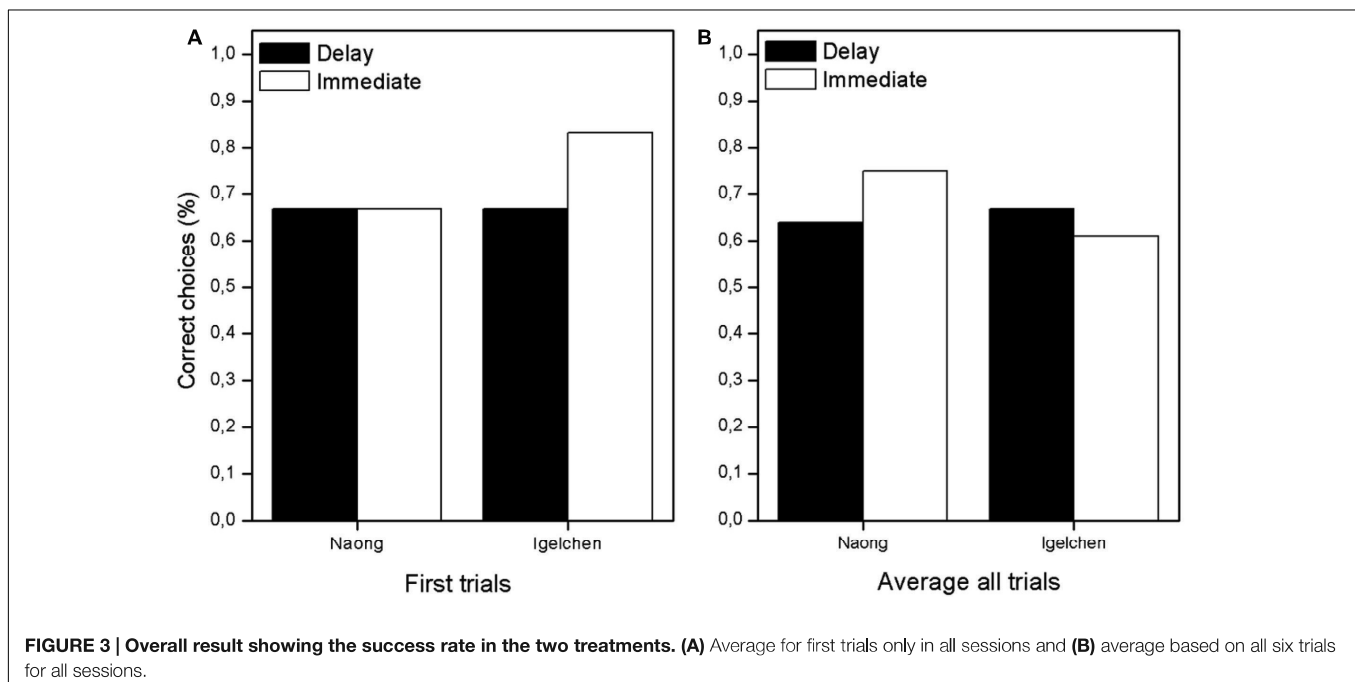 A
Delay
Immediate
1,0
0,9
0,8
0,7
0,6
0,5
0,4
0,3
0,2
0,1
0,0
Correct choices (%)
Naong
Igelchen
First trials
B
Delay
Immediate
1,0
0,9
0,8
0,7
0,6
0,5
0,4
0,3
0,2
0,1
0,0
Naong
Igelchen
Average all trials
FIGURE 3 | Overall result showing the success rate in the two treatments. (A) Average for first trials only in all sessions and (B) average based on all six trials
for all sessions.